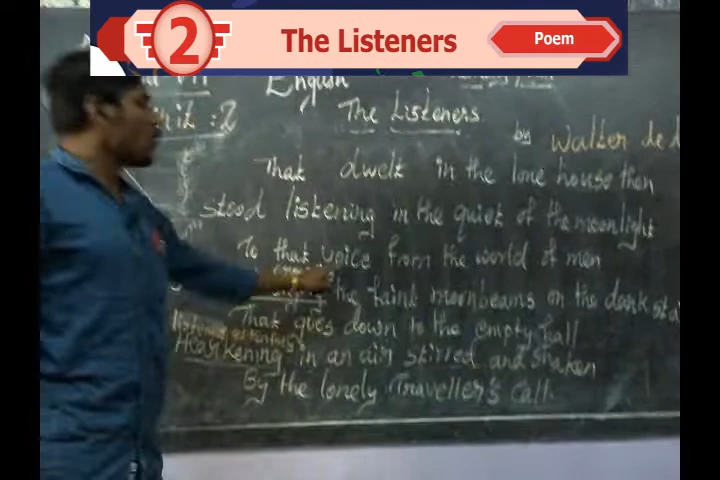 2 The Listeners Poem
English
The Listeners
Unit : 2
by Walter de
That dwelt in the lone house then
Stood listening in the quiet of the moonlight
To that voice from the world of men
the faint moonbeams on the dark
That goes down to the empty hall
Hearkening in an air stirred and shaken
By the lonely Traveller's call.